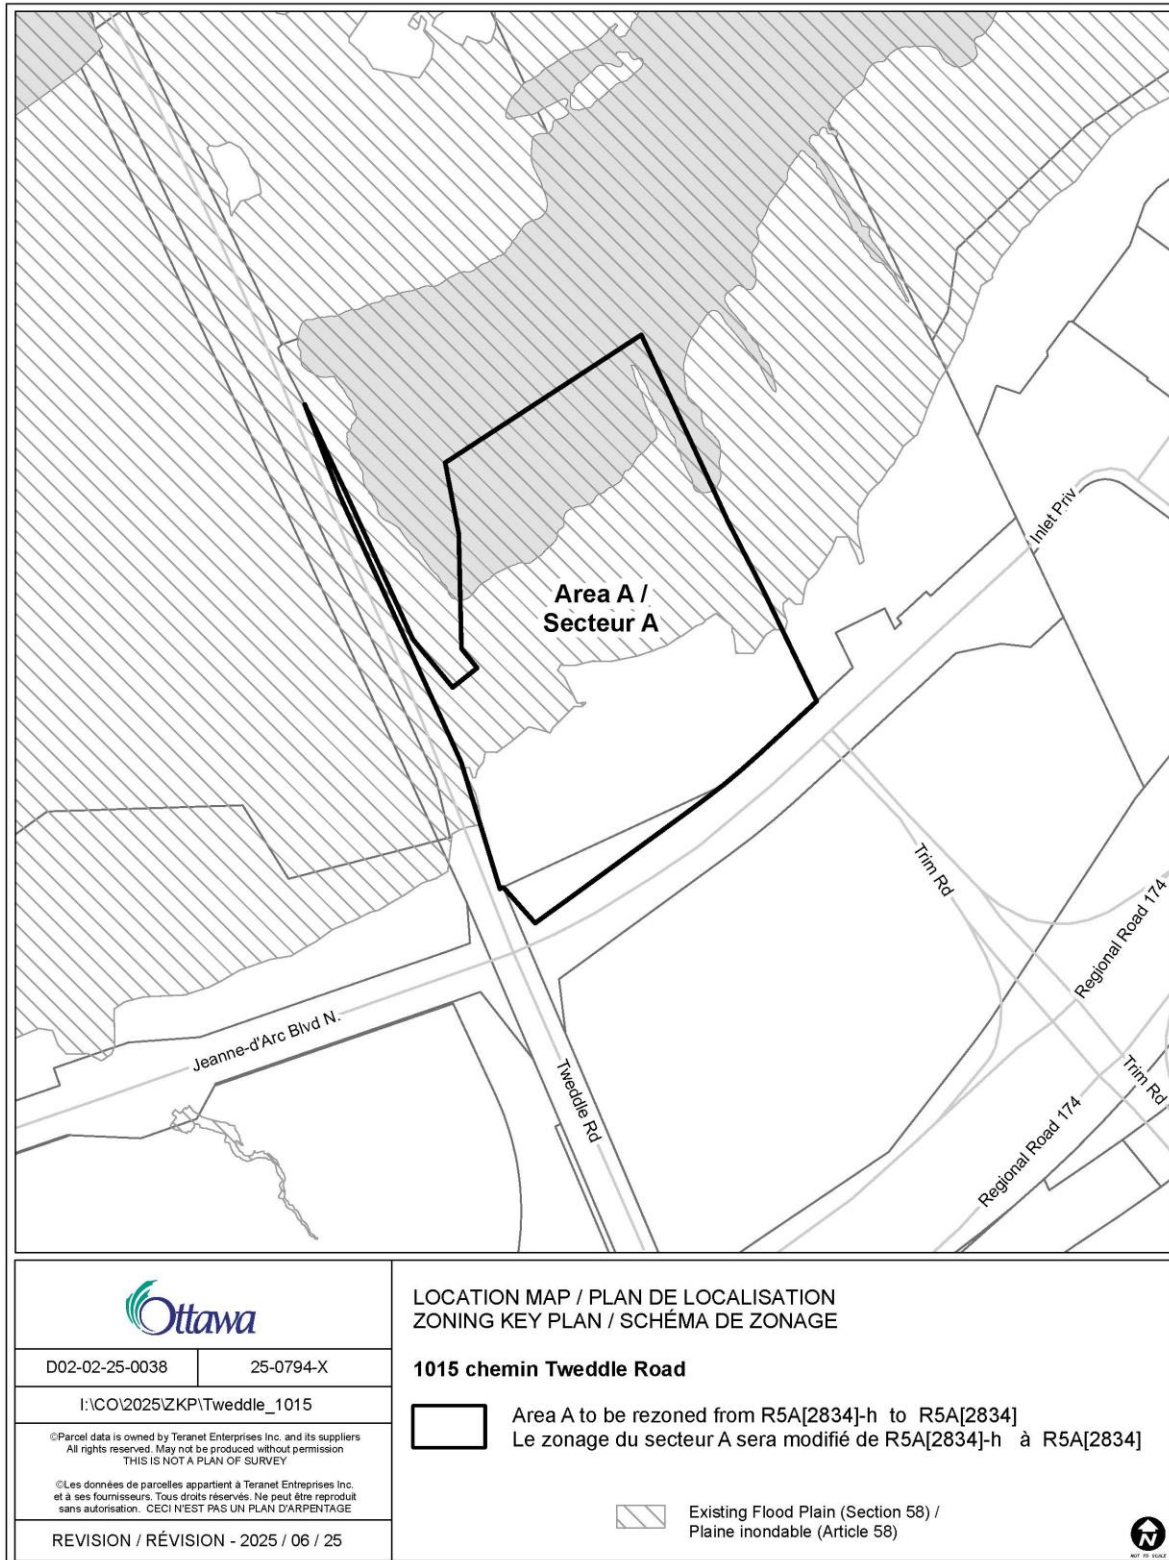 Area A /
Secteur A
Inlet Priv
Trim Rd
Regional Road 174
Jeanne-d'Arc Blvd N.
Tweddle Rd
Trim Rd
Regional Road 174
Ottawa
D02-02-25-0038
25-0794-X
I:\CO\2025\ZKP\Tweddle_1015
©Parcel data is owned by Teranet Enterprises Inc. and its suppliers
All rights reserved. May not be produced without permission
THIS IS NOT A PLAN OF SURVEY
©Les données de parcelles appartient à Teranet Entreprises Inc.
et à ses fournisseurs. Tous droits réservés. Ne peut être reproduit
sans autorisation. CECI N'EST PAS UN PLAN D'ARPENTAGE
REVISION / RÉVISION - 2025 / 06 / 25
LOCATION MAP / PLAN DE LOCALISATION
ZONING KEY PLAN / SCHÉMA DE ZONAGE
1015 chemin Tweddle Road
Area A to be rezoned from R5A[2834]-h to R5A[2834]
Le zonage du secteur A sera modifié de R5A[2834]-h à R5A[2834]
Existing Flood Plain (Section 58) /
Plaine inondable (Article 58)
N
NOT TO SCALE